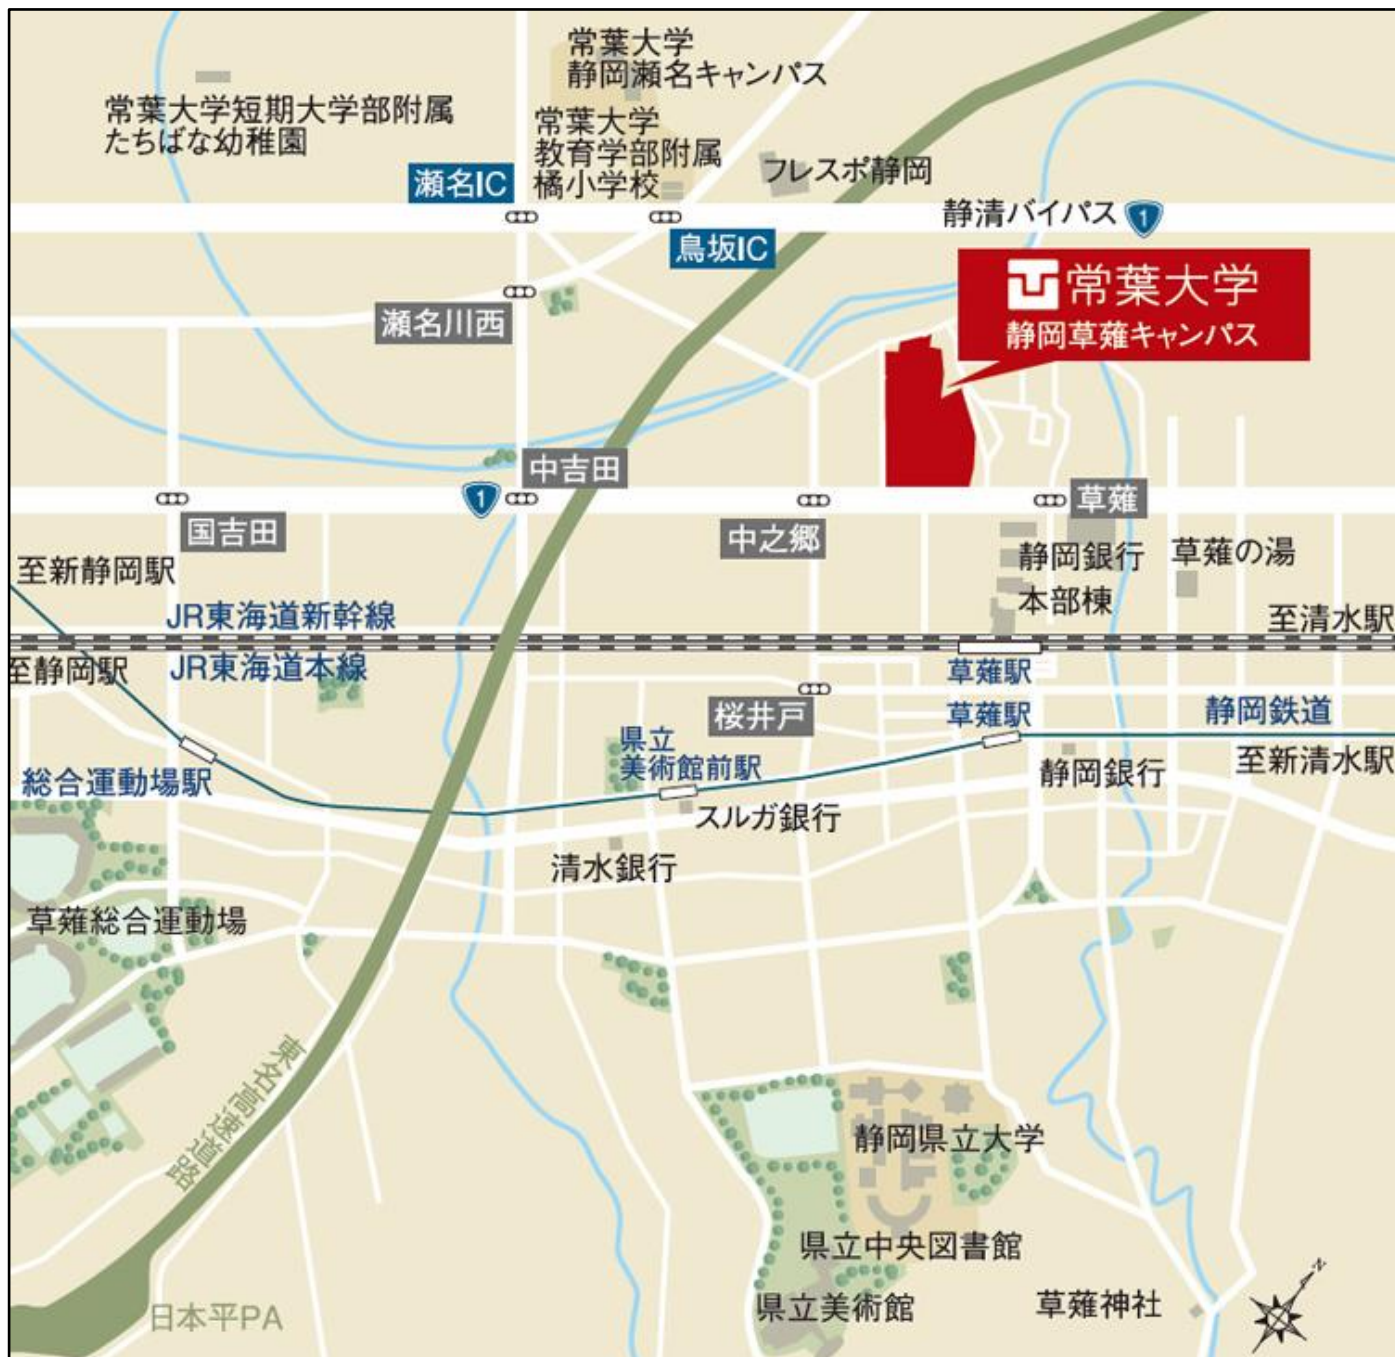 常葉大学
静岡瀬名キャンパス
常葉大学短期大学部附属
たちばな幼稚園
常葉大学
教育学部附属
橘小学校
フレスポ静岡
瀬名IC
静清バイパス
1
鳥坂IC
常葉大学
静岡草薙キャンパス
瀬名川西
中吉田
1
草薙
国吉田
中之郷
静岡銀行
本部棟
草薙の湯
至新静岡駅
JR東海道新幹線
至清水駅
至静岡駅
JR東海道本線
草薙駅
桜井戸
草薙駅
静岡鉄道
県立
美術館前駅
静岡銀行
至新清水駅
総合運動場駅
スルガ銀行
清水銀行
草薙総合運動場
東名高速道路
静岡県立大学
県立中央図書館
県立美術館
草薙神社
日本平PA
N